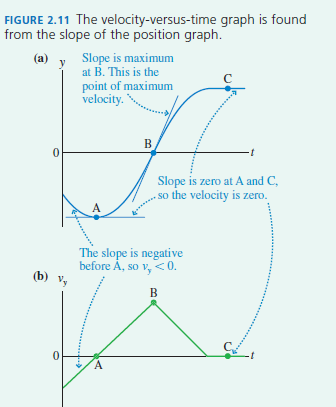 FIGURE 2.11 The velocity-versus-time graph is found
from the slope of the position graph.
(a)
y
Slope is maximum
at B. This is the
point of maximum
velocity.
C
B
0
t
A
Slope is zero at A and C,
so the velocity is zero.
The slope is negative
before A, so vy < 0.
(b)
vy
B
0
A
C
t